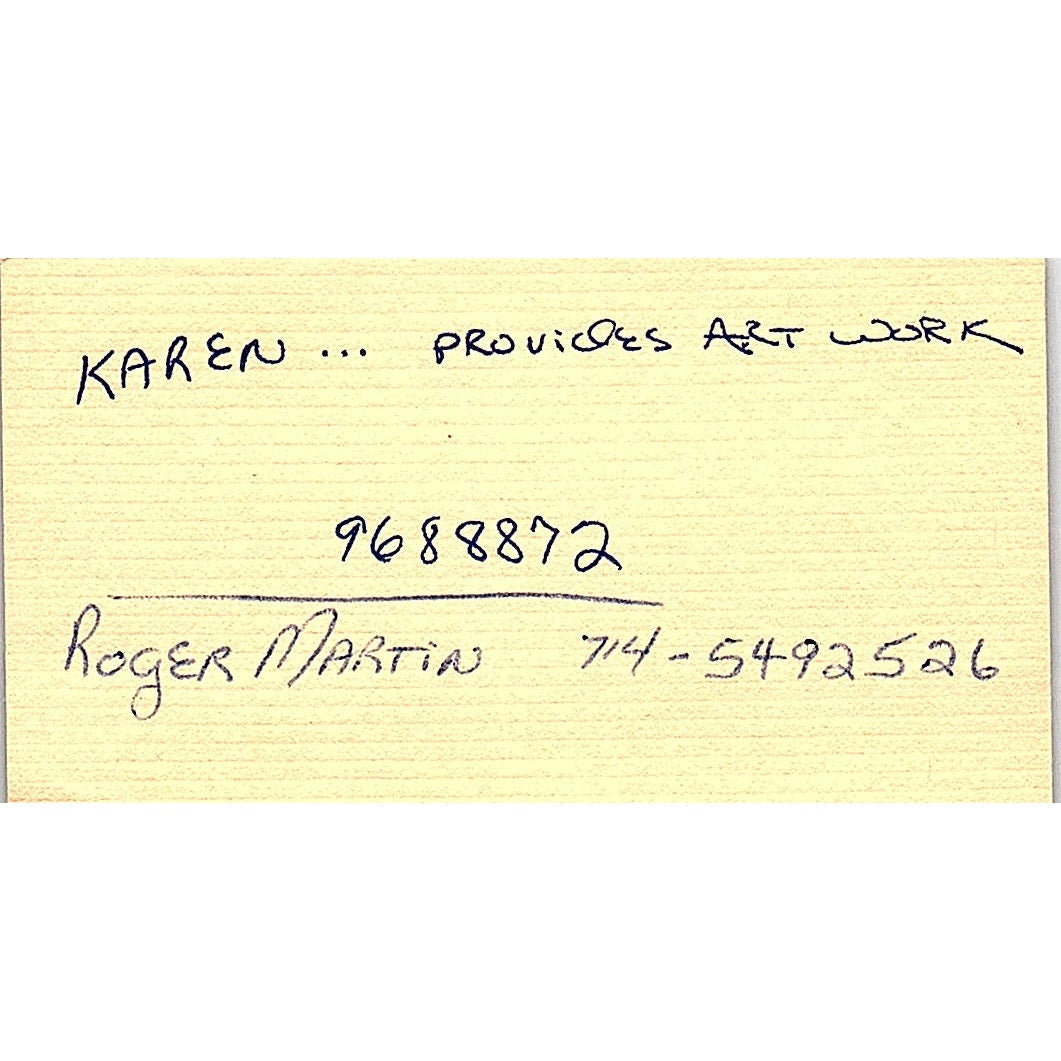 KAREN ... PROVIDES ART WORK
9688872
ROGER MARTIN 714-5492526